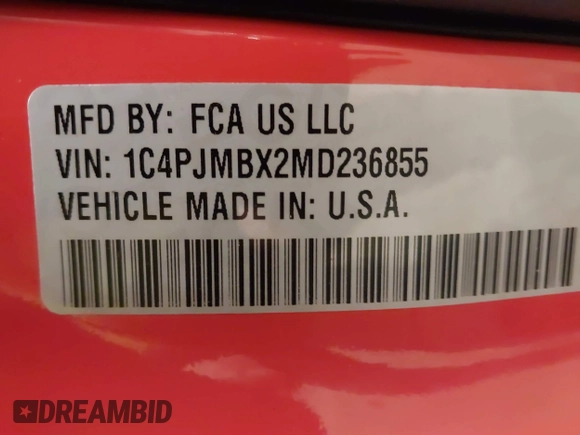 MFD BY: FCA US LLC
VIN: 1C4PJMBX2MD236855
VEHICLE MADE IN: U.S.A.
DREAMBID